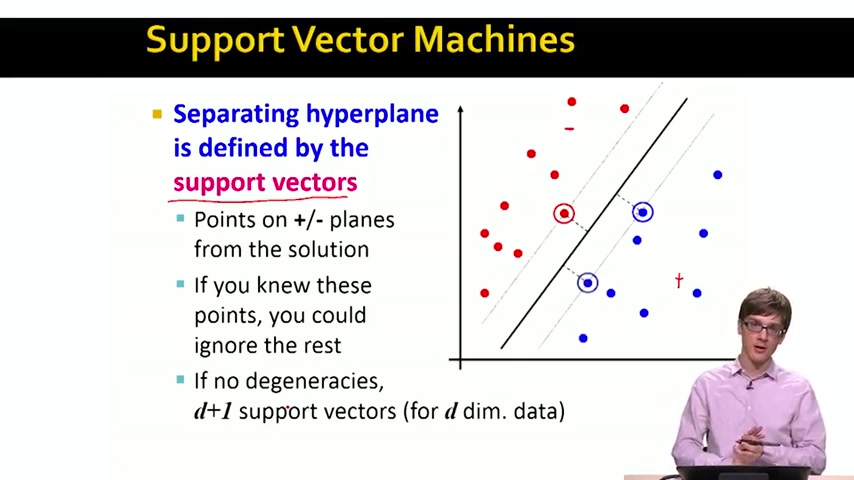 Support Vector Machines
Separating hyperplane
is defined by the
support vectors
Points on +/- planes
from the solution
If you knew these
points, you could
ignore the rest
If no degeneracies,
d+1 support vectors (for d dim. data)
-
+